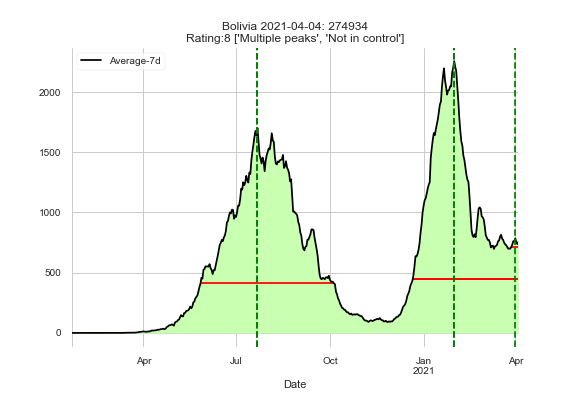 Bolivia 2021-04-04: 274934
Rating:8 ['Multiple peaks', 'Not in control']
Average-7d
2000
1500
1000
500
0
Apr Jul Oct Jan Apr
2021
Date